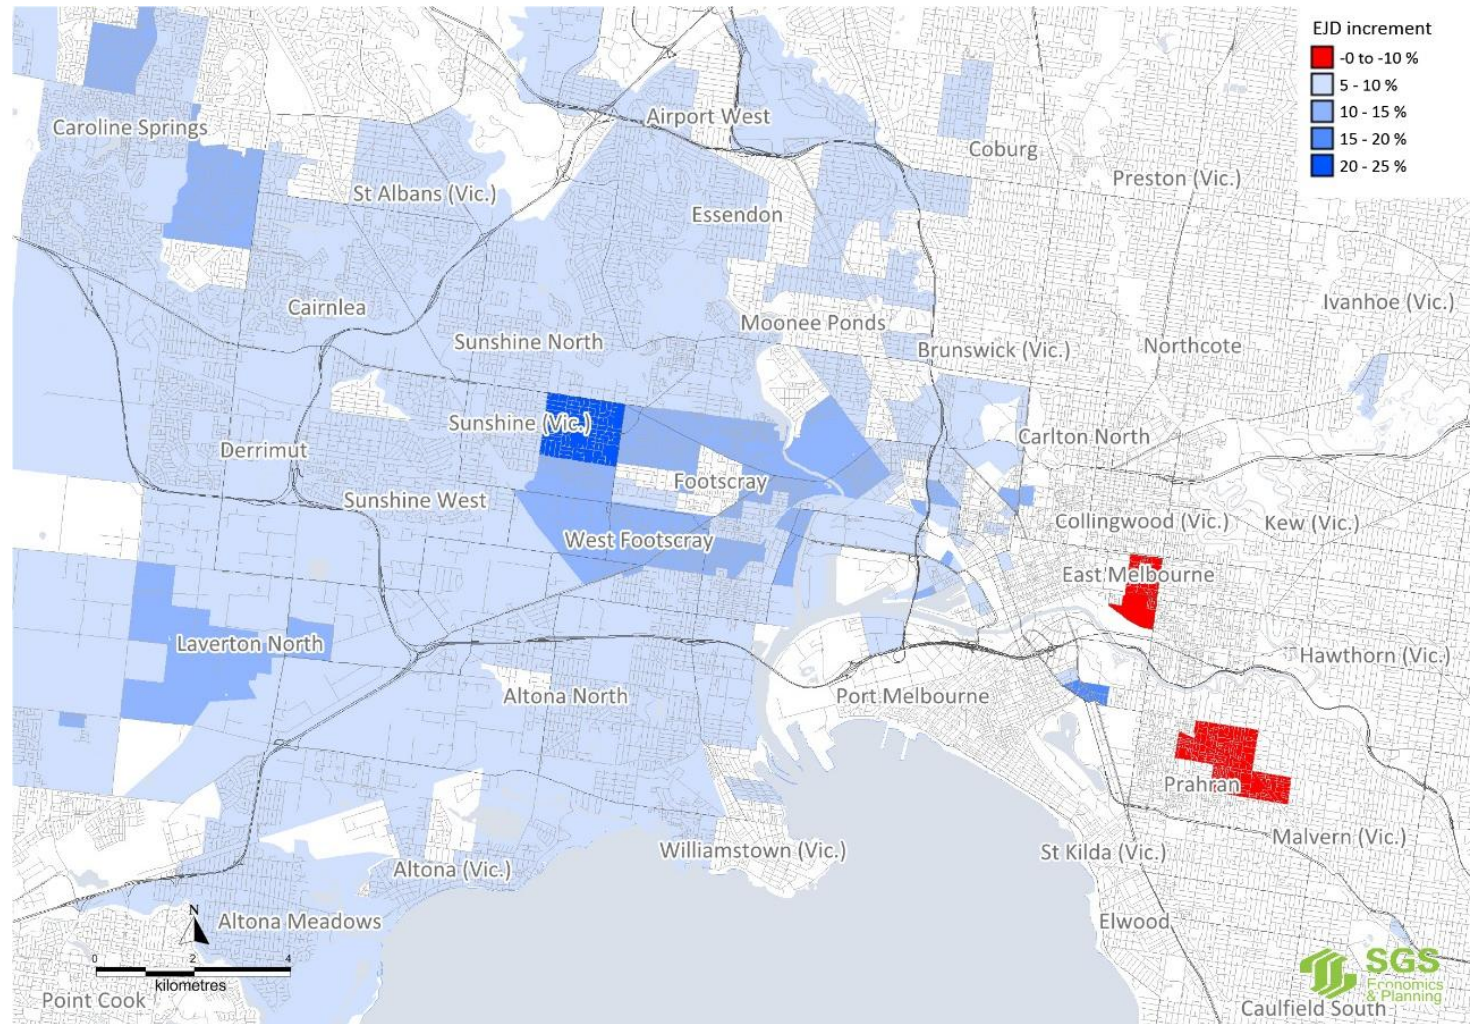 EJD increment
-0 to -10 %
5 - 10 %
10 - 15 %
15 - 20 %
20 - 25 %
Caroline Springs
Airport West
Coburg
Preston (Vic.)
St Albans (Vic.)
Essendon
Cairnlea
Moonee Ponds
Ivanhoe (Vic.)
Sunshine North
Brunswick (Vic.)
Northcote
Sunshine (Vic.)
Derrimut
Carlton North
Footscray
Sunshine West
Collingwood (Vic.)
Kew (Vic.)
West Footscray
East Melbourne
Laverton North
Hawthorn (Vic.)
Altona North
Port Melbourne
Prahran
Malvern (Vic.)
Williamstown (Vic.)
St Kilda (Vic.)
Altona (Vic.)
Altona Meadows
Elwood
N
0 2 4
kilometres
Point Cook
SGS
Economics
& Planning
Caulfield South